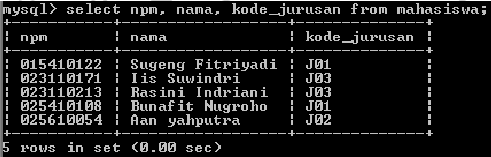 mysql> select npm, nama, kode_jurusan from mahasiswa;
+-----------+------------------+--------------+
| npm | nama | kode_jurusan |
+-----------+------------------+--------------+
| 015410122 | Sugeng Fitriyadi | J01 |
| 023110171 | Iis Suwindri | J03 |
| 023110213 | Rasini Indriani | J03 |
| 025410108 | Bunafit Nugroho | J01 |
| 025610054 | Aan yahputra | J02 |
+-----------+------------------+--------------+
5 rows in set (0.00 sec)